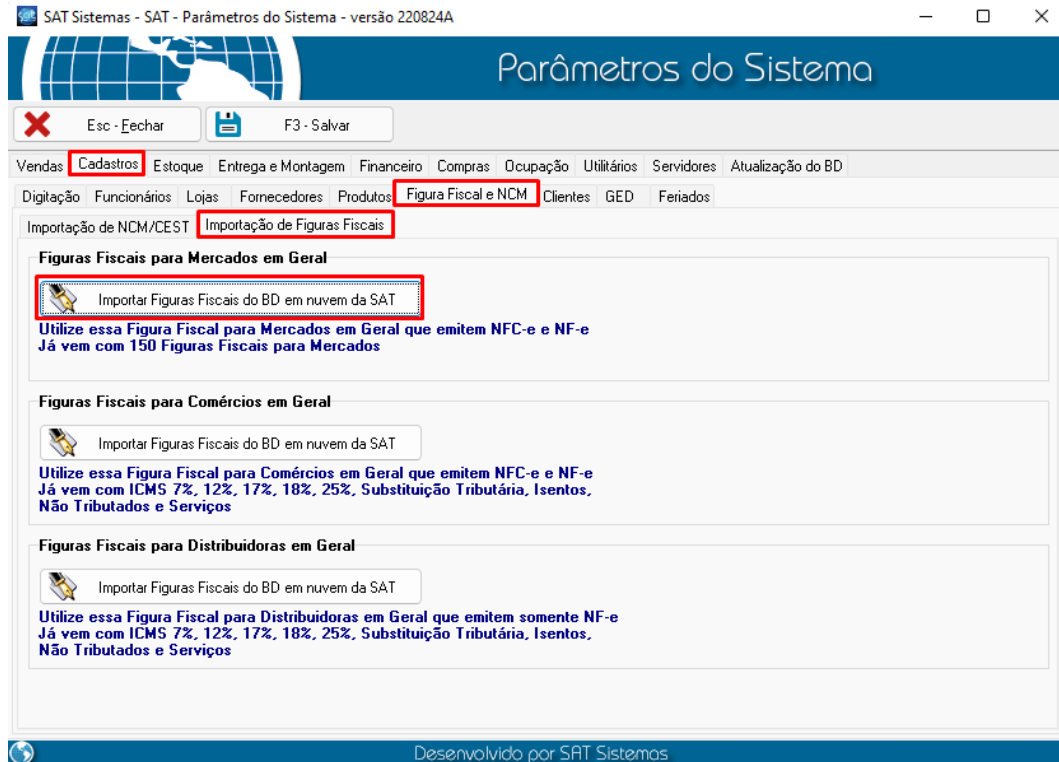 SAT Sistemas - SAT - Parâmetros do Sistema - versão 220824A
Parâmetros do Sistema
Esc - Fechar F3 - Salvar
Vendas Cadastros Estoque Entrega e Montagem Financeiro Compras Ocupação Utilitários Servidores Atualização do BD
Digitação Funcionários Lojas Fornecedores Produtos Figura Fiscal e NCM Clientes GED Feriados
Importação de NCM/CEST Importação de Figuras Fiscais
Figuras Fiscais para Mercados em Geral
Importar Figuras Fiscais do BD em nuvem da SAT
Utilize essa Figura Fiscal para Mercados em Geral que emitem NFC-e e NF-e
Já vem com 150 Figuras Fiscais para Mercados
Figuras Fiscais para Comércios em Geral
Importar Figuras Fiscais do BD em nuvem da SAT
Utilize essa Figura Fiscal para Comércios em Geral que emitem NFC-e e NF-e
Já vem com ICMS 7%, 12%, 17%, 18%, 25%, Substituição Tributária, Isentos,
Não Tributados e Serviços
Figuras Fiscais para Distribuidoras em Geral
Importar Figuras Fiscais do BD em nuvem da SAT
Utilize essa Figura Fiscal para Distribuidoras em Geral que emitem somente NF-e
Já vem com ICMS 7%, 12%, 17%, 18%, 25%, Substituição Tributária, Isentos,
Não Tributados e Serviços
Desenvolvido por SAT Sistemas